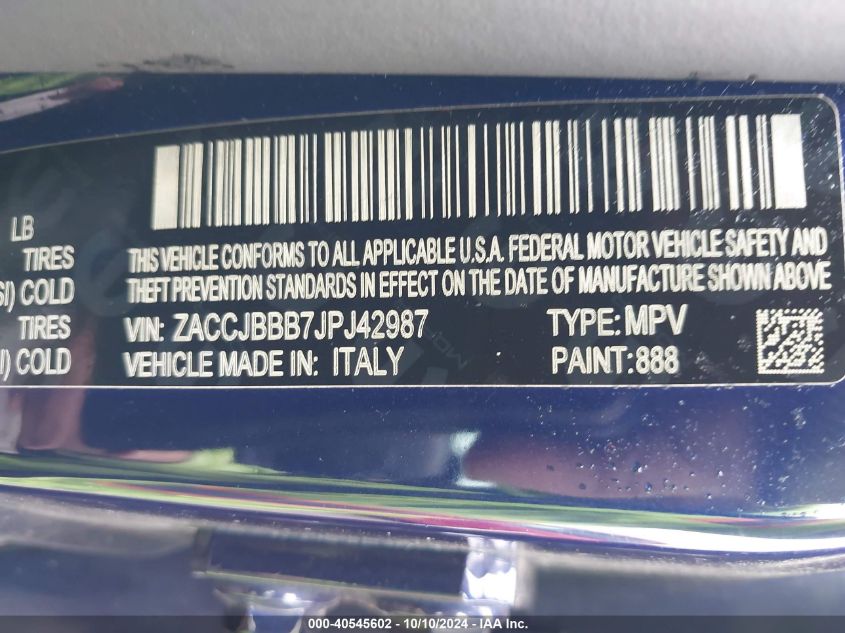 LB
TIRES
SI) COLD
TIRES
I) COLD
THIS VEHICLE CONFORMS TO ALL APPLICABLE U.S.A. FEDERAL MOTOR VEHICLE SAFETY AND
THEFT PREVENTION STANDARDS IN EFFECT ON THE DATE OF MANUFACTURE SHOWN ABOVE
VIN: ZACCJBBB7JPJ42987 TYPE: MPV
VEHICLE MADE IN: ITALY PAINT:888
000-40545602 - 10/10/2024 - IAA Inc.